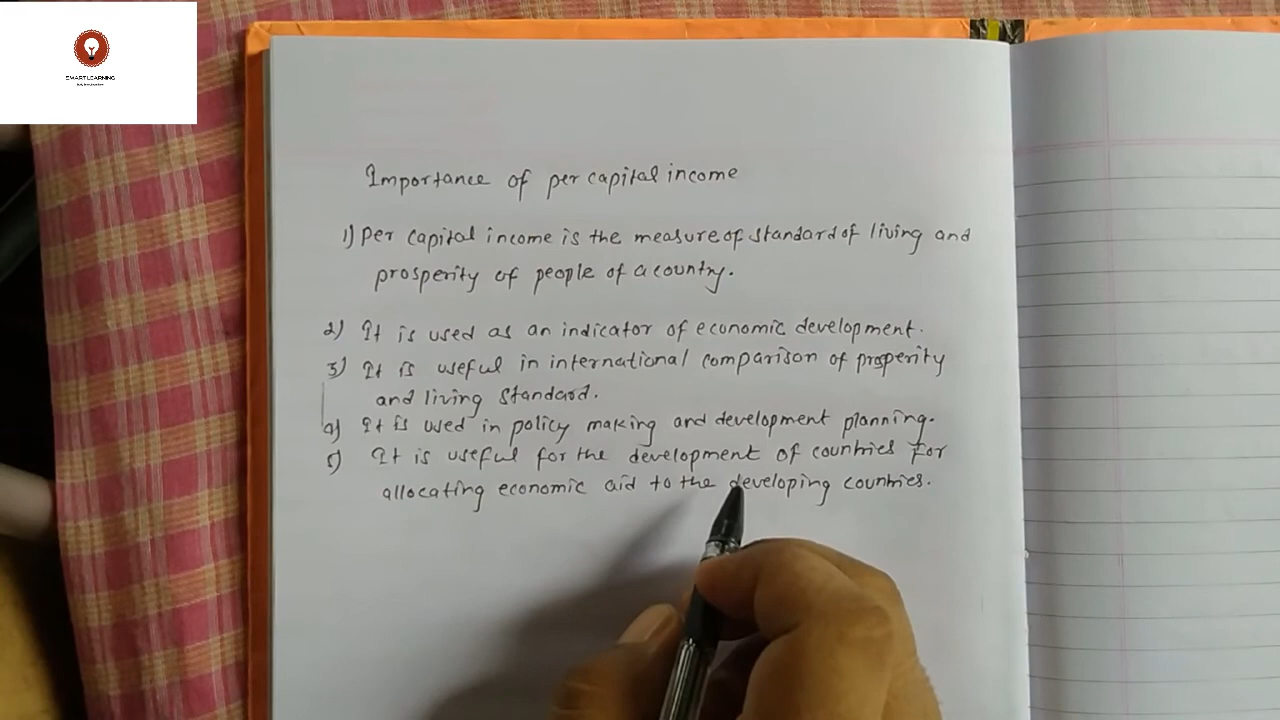 SMART LEARNING
Importance of per capital income
1) Per capital income is the measure of standard of living and
prosperity of people of a country.
2) It is used as an indicator of economic development.
3) It is useful in international comparison of prosperity
and living standard.
4) It is used in policy making and development planning.
5) It is useful for the development of countries for
allocating economic aid to the developing countries.